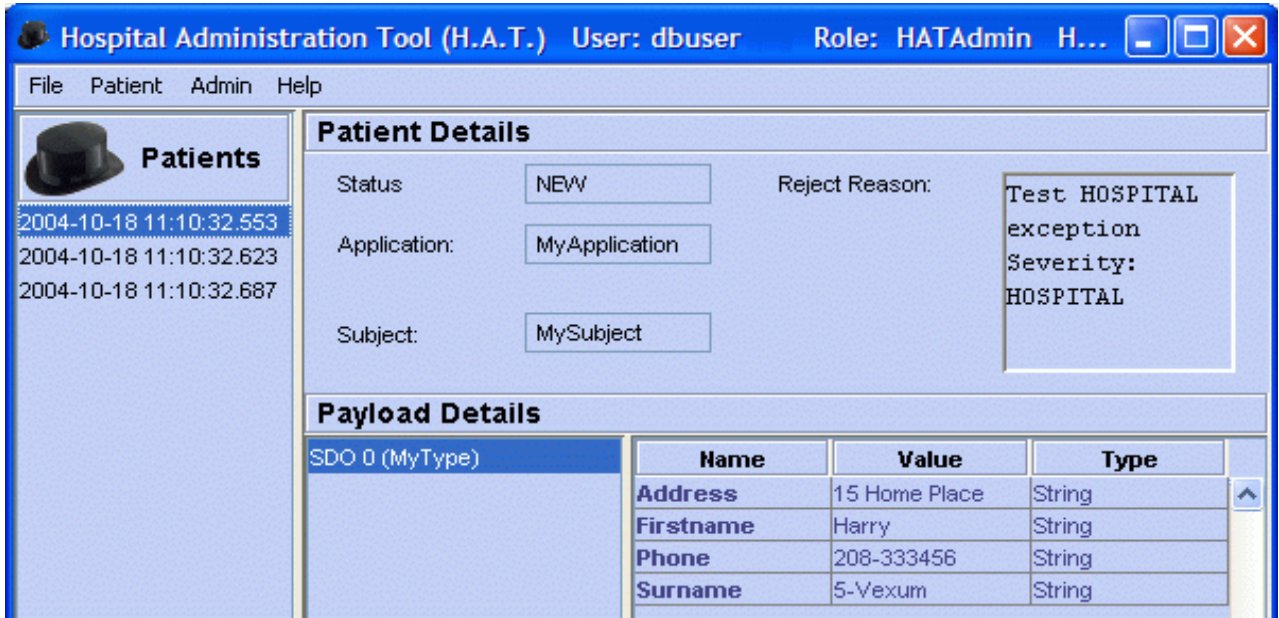 Hospital Administration Tool (H.A.T.) User: dbuser Role: HATAdmin H...
File Patient Admin Help
Patients
2004-10-18 11:10:32.553
2004-10-18 11:10:32.623
2004-10-18 11:10:32.687
Patient Details
Status NEW
Application: MyApplication
Subject: MySubject
Reject Reason:
Test HOSPITAL
exception
Severity:
HOSPITAL
Payload Details
SDO 0 (MyType)
Name Value Type
Address 15 Home Place String
Firstname Harry String
Phone 208-333456 String
Surname 5-Vexum String